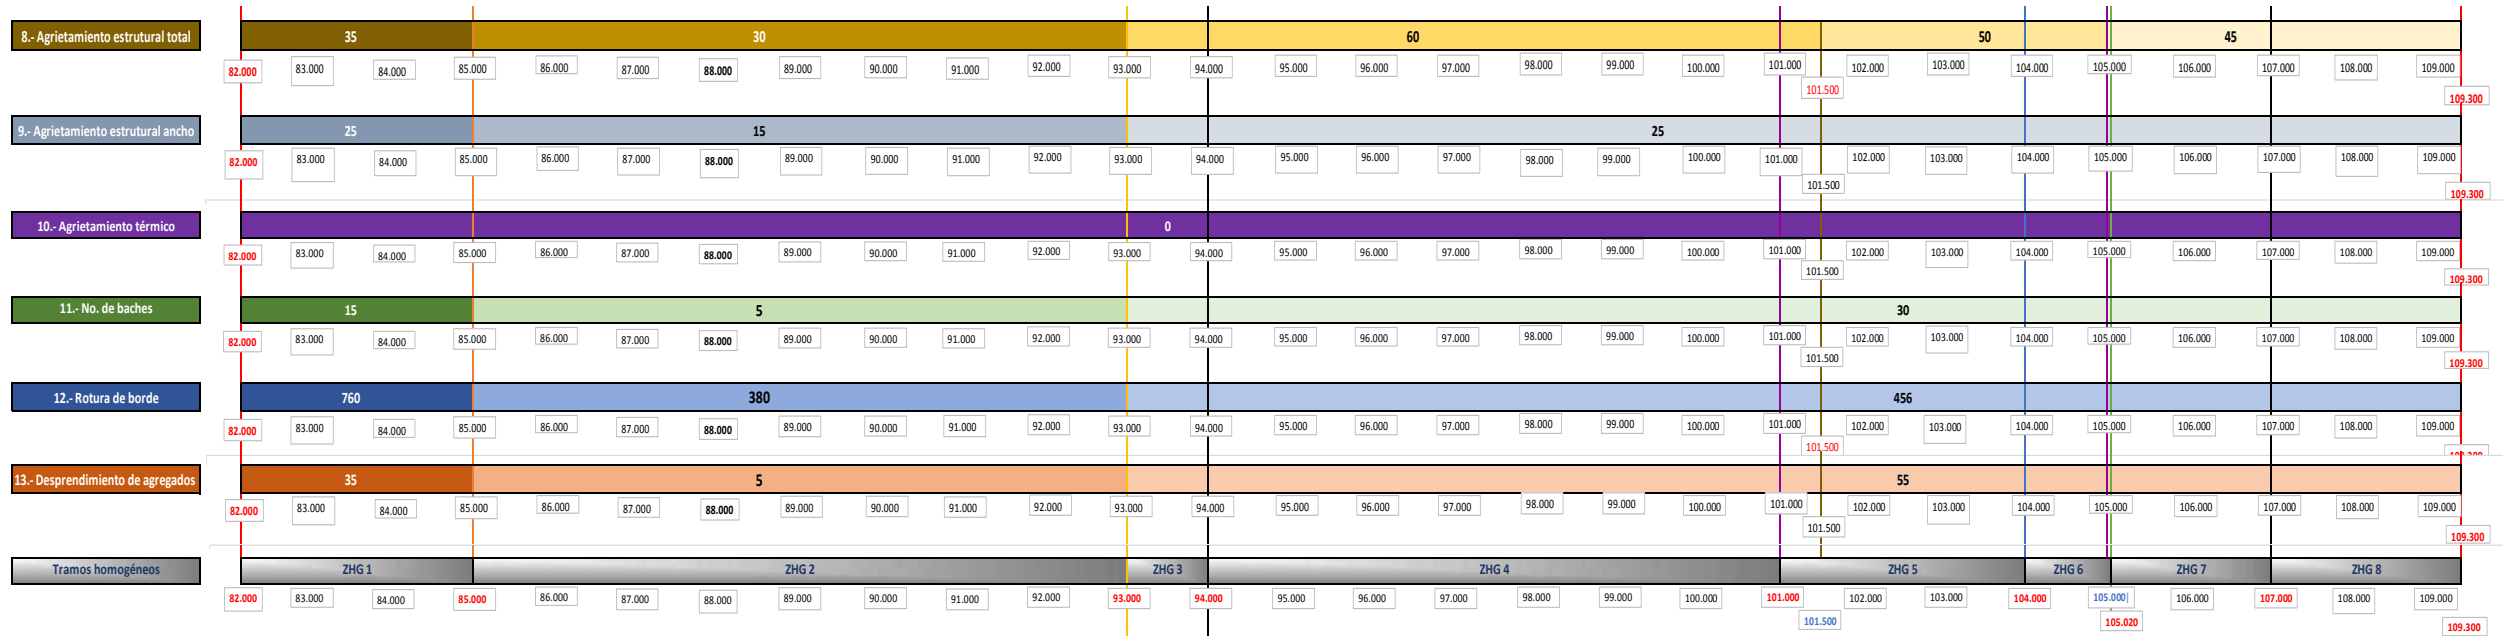 8.- Agrietamiento estrutural total 35 30 60 50 45
82.000 83.000 84.000 85.000 86.000 87.000 88.000 89.000 90.000 91.000 92.000 93.000 94.000 95.000 96.000 97.000 98.000 99.000 100.000 101.000 102.000 103.000 104.000 105.000 106.000 107.000 108.000 109.000
101.500
109.300
9.- Agrietamiento estrutural ancho 25 15 25
82.000 83.000 84.000 85.000 86.000 87.000 88.000 89.000 90.000 91.000 92.000 93.000 94.000 95.000 96.000 97.000 98.000 99.000 100.000 101.000 102.000 103.000 104.000 105.000 106.000 107.000 108.000 109.000
101.500
109.300
10.- Agrietamiento térmico 0
82.000 83.000 84.000 85.000 86.000 87.000 88.000 89.000 90.000 91.000 92.000 93.000 94.000 95.000 96.000 97.000 98.000 99.000 100.000 101.000 102.000 103.000 104.000 105.000 106.000 107.000 108.000 109.000
101.500
109.300
11.- No. de baches 15 5 30
82.000 83.000 84.000 85.000 86.000 87.000 88.000 89.000 90.000 91.000 92.000 93.000 94.000 95.000 96.000 97.000 98.000 99.000 100.000 101.000 102.000 103.000 104.000 105.000 106.000 107.000 108.000 109.000
101.500
109.300
12.- Rotura de borde 760 380 456
82.000 83.000 84.000 85.000 86.000 87.000 88.000 89.000 90.000 91.000 92.000 93.000 94.000 95.000 96.000 97.000 98.000 99.000 100.000 101.000 102.000 103.000 104.000 105.000 106.000 107.000 108.000 109.000
101.500
13.- Desprendimiento de agregados 35 5 55
82.000 83.000 84.000 85.000 86.000 87.000 88.000 89.000 90.000 91.000 92.000 93.000 94.000 95.000 96.000 97.000 98.000 99.000 100.000 101.000 102.000 103.000 104.000 105.000 106.000 107.000 108.000 109.000
101.500
109.300
Tramos homogéneos ZHG 1 ZHG 2 ZHG 3 ZHG 4 ZHG 5 ZHG 6 ZHG 7 ZHG 8
82.000 83.000 84.000 85.000 86.000 87.000 88.000 89.000 90.000 91.000 92.000 93.000 94.000 95.000 96.000 97.000 98.000 99.000 100.000 101.000 102.000 103.000 104.000 105.000 106.000 107.000 108.000 109.000
101.500 105.020
109.300